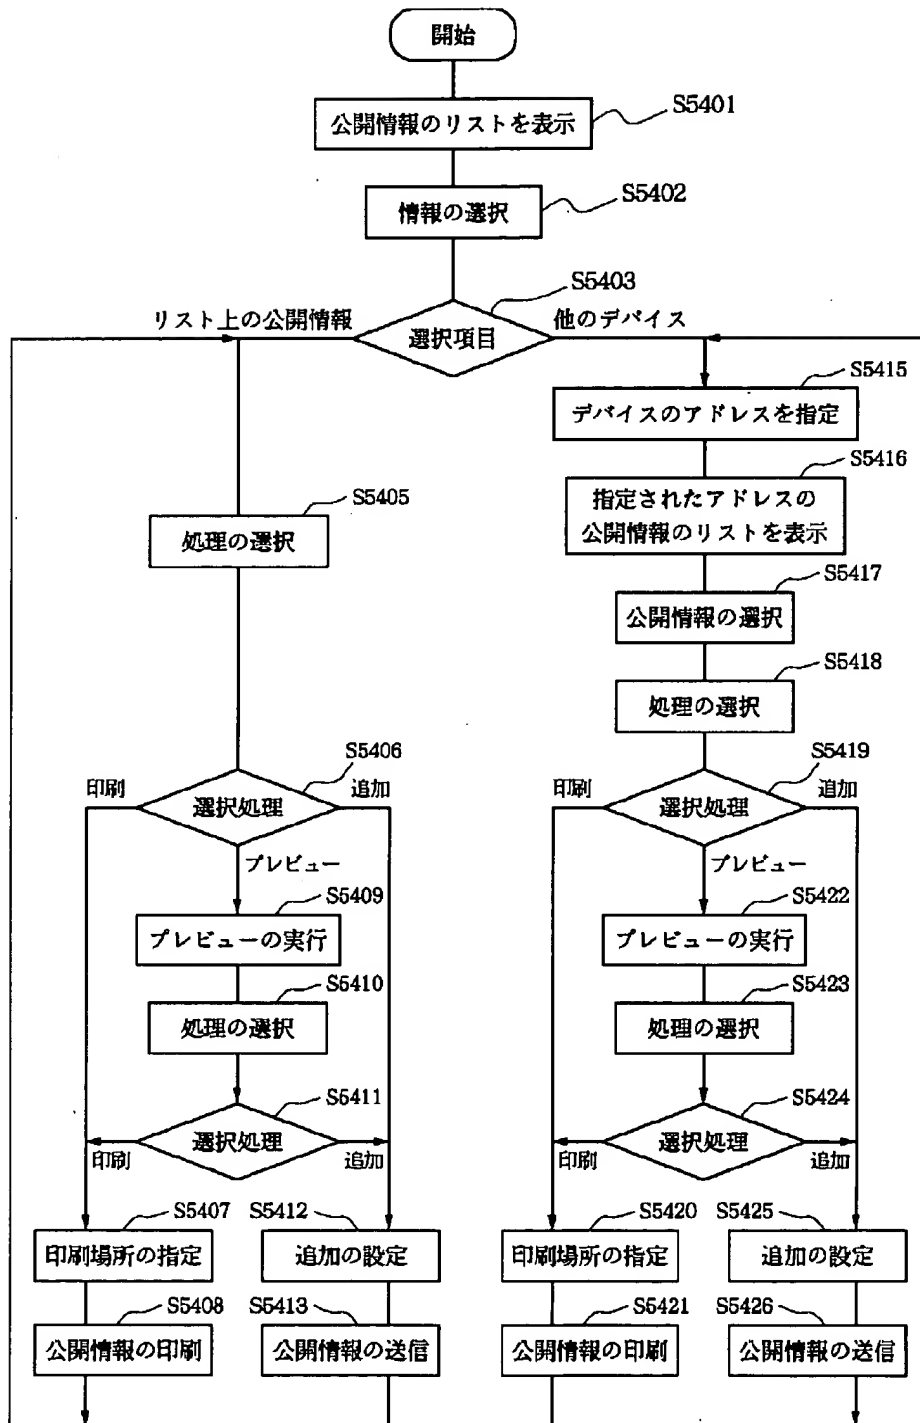 開始
S5401
公開情報のリストを表示
S5402
情報の選択
S5403
リスト上の公開情報
選択項目
他のデバイス
S5415
デバイスのアドレスを指定
S5416
指定されたアドレスの
公開情報のリストを表示
S5405
処理の選択
S5417
公開情報の選択
S5418
処理の選択
S5406
印刷
選択処理
追加
プレビュー
S5419
印刷
選択処理
追加
プレビュー
S5409
プレビューの実行
S5410
処理の選択
S5411
選択処理
印刷
追加
S5422
プレビューの実行
S5423
処理の選択
S5424
選択処理
印刷
追加
S5407
印刷場所の指定
S5412
追加の設定
S5420
印刷場所の指定
S5425
追加の設定
S5408
公開情報の印刷
S5413
公開情報の送信
S5421
公開情報の印刷
S5426
公開情報の送信